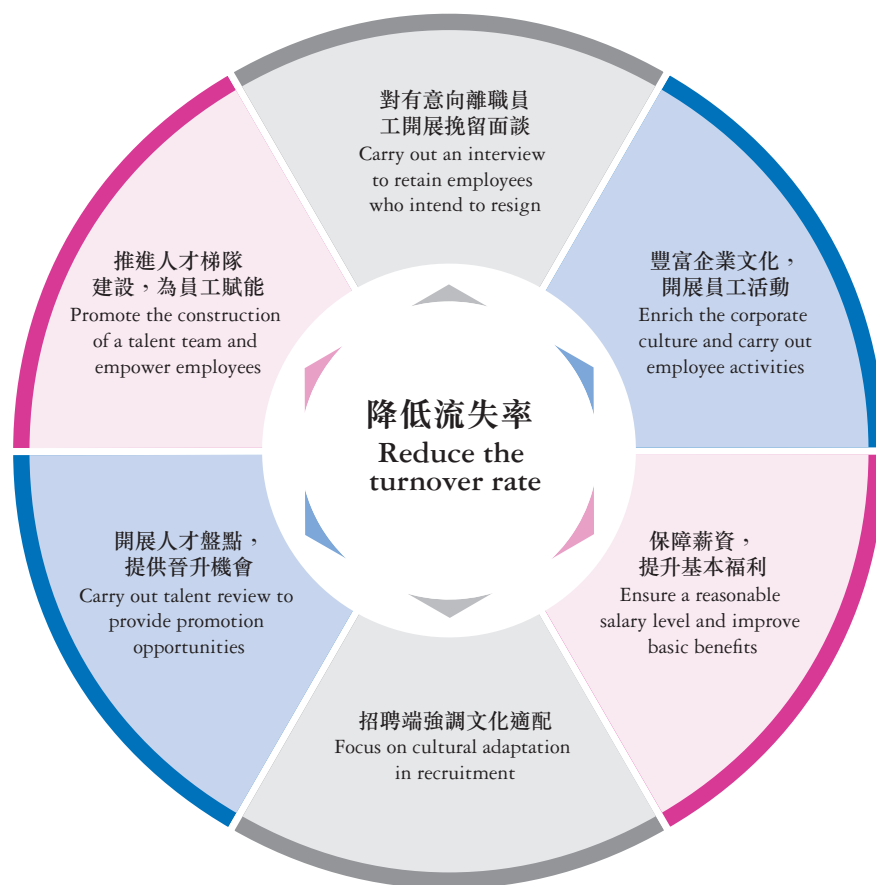 對有意向離職員
工開展挽留面談
Carry out an interview
to retain employees
who intend to resign
豐富企業文化，
開展員工活動
Enrich the corporate
culture and carry out
employee activities
保障薪資，
提升基本福利
Ensure a reasonable
salary level and improve
basic benefits
招聘端強調文化適配
Focus on cultural adaptation
in recruitment
開展人才盤點，
提供晉升機會
Carry out talent review to
provide promotion
opportunities
推進人才梯隊
建設，為員工賦能
Promote the construction
of a talent team and
empower employees
降低流失率
Reduce the
turnover rate